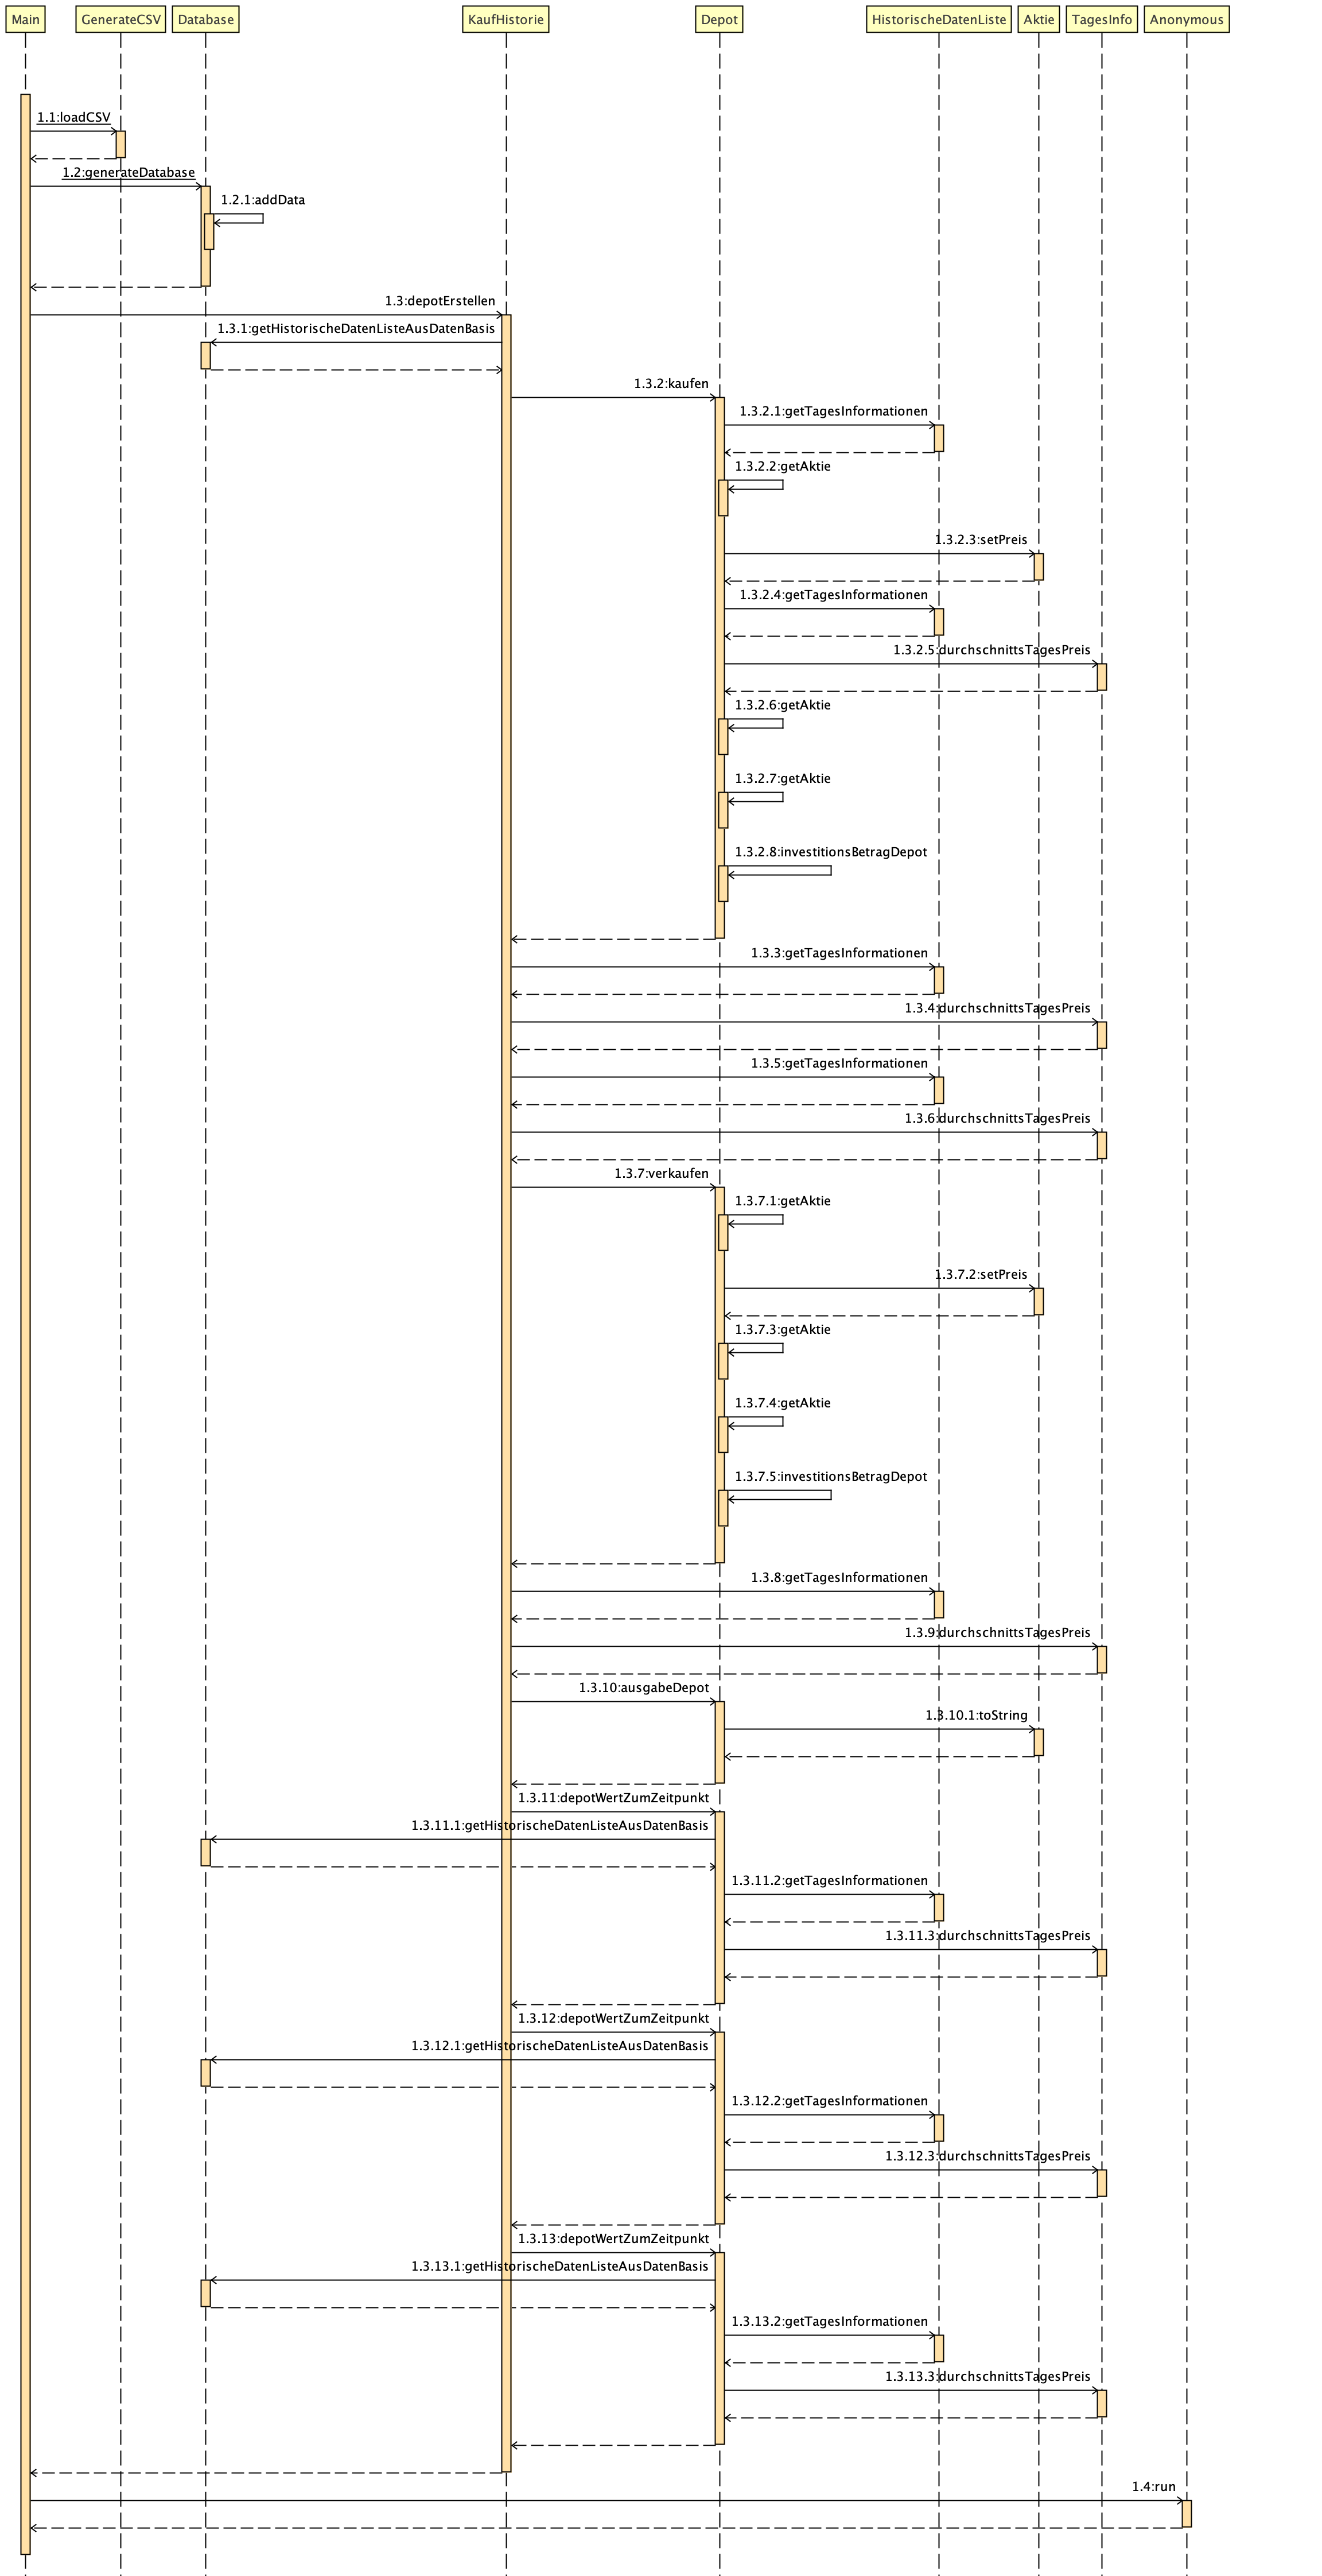 Main
GenerateCSV
Database
KaufHistorie
Depot
HistorischeDatenListe
Aktie
TagesInfo
Anonymous
1.1:loadCSV
1.2:generateDatabase
1.2.1:addData
1.3:depotErstellen
1.3.1:getHistorischeDatenListeAusDatenBasis
1.3.2:kaufen
1.3.2.1:getTagesInformationen
1.3.2.2:getAktie
1.3.2.3:setPreis
1.3.2.4:getTagesInformationen
1.3.2.5:durchschnittsTagesPreis
1.3.2.6:getAktie
1.3.2.7:getAktie
1.3.2.8:investitionsBetragDepot
1.3.3:getTagesInformationen
1.3.4:durchschnittsTagesPreis
1.3.5:getTagesInformationen
1.3.6:durchschnittsTagesPreis
1.3.7:verkaufen
1.3.7.1:getAktie
1.3.7.2:setPreis
1.3.7.3:getAktie
1.3.7.4:getAktie
1.3.7.5:investitionsBetragDepot
1.3.8:getTagesInformationen
1.3.9:durchschnittsTagesPreis
1.3.10:ausgabeDepot
1.3.10.1:toString
1.3.11:depotWertZumZeitpunkt
1.3.11.1:getHistorischeDatenListeAusDatenBasis
1.3.11.2:getTagesInformationen
1.3.11.3:durchschnittsTagesPreis
1.3.12:depotWertZumZeitpunkt
1.3.12.1:getHistorischeDatenListeAusDatenBasis
1.3.12.2:getTagesInformationen
1.3.12.3:durchschnittsTagesPreis
1.3.13:depotWertZumZeitpunkt
1.3.13.1:getHistorischeDatenListeAusDatenBasis
1.3.13.2:getTagesInformationen
1.3.13.3:durchschnittsTagesPreis
1.4:run